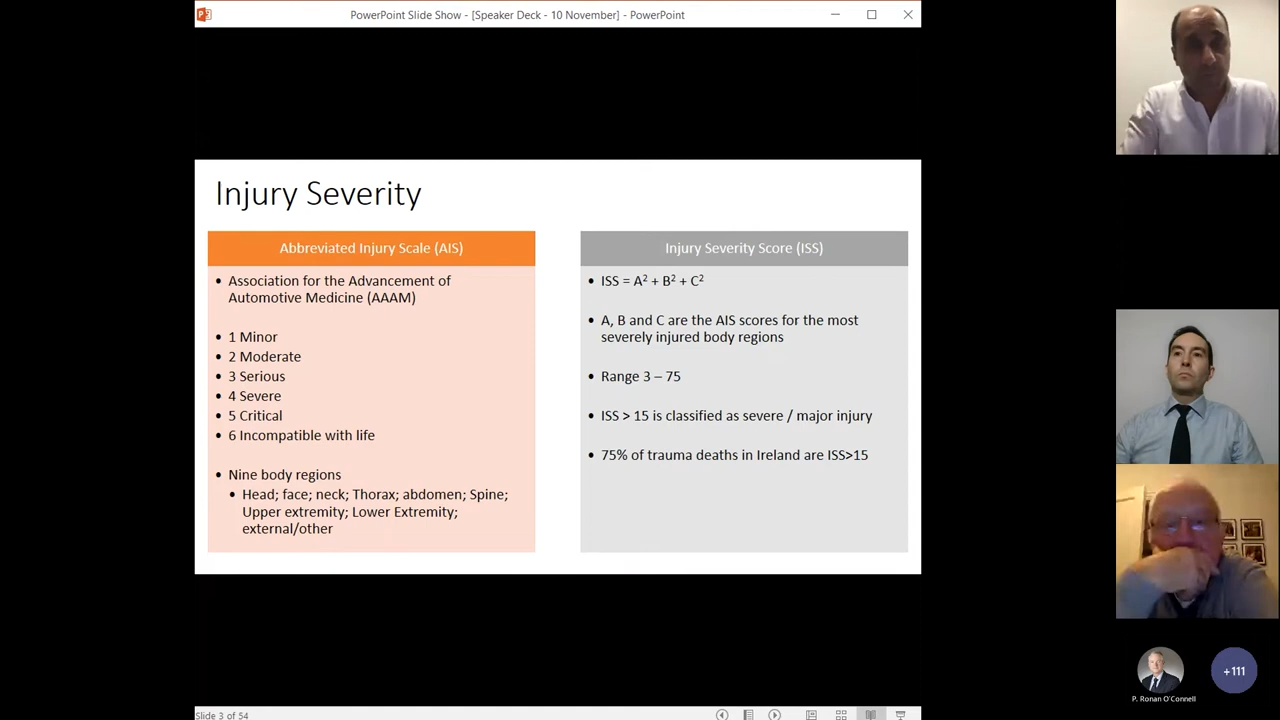 PowerPoint Slide Show - [Speaker Deck - 10 November] - PowerPoint
Injury Severity
Abbreviated Injury Scale (AIS)
• Association for the Advancement of
Automotive Medicine (AAAM)
• 1 Minor
• 2 Moderate
• 3 Serious
• 4 Severe
• 5 Critical
• 6 Incompatible with life
• Nine body regions
• Head; face; neck; Thorax; abdomen; Spine;
Upper extremity; Lower Extremity;
external/other
Injury Severity Score (ISS)
• ISS = A² + B² + C²
• A, B and C are the AIS scores for the most
severely injured body regions
• Range 3 – 75
• ISS > 15 is classified as severe / major injury
• 75% of trauma deaths in Ireland are ISS>15
P. Ronan O'Connell
+111
Slide 3 of 54